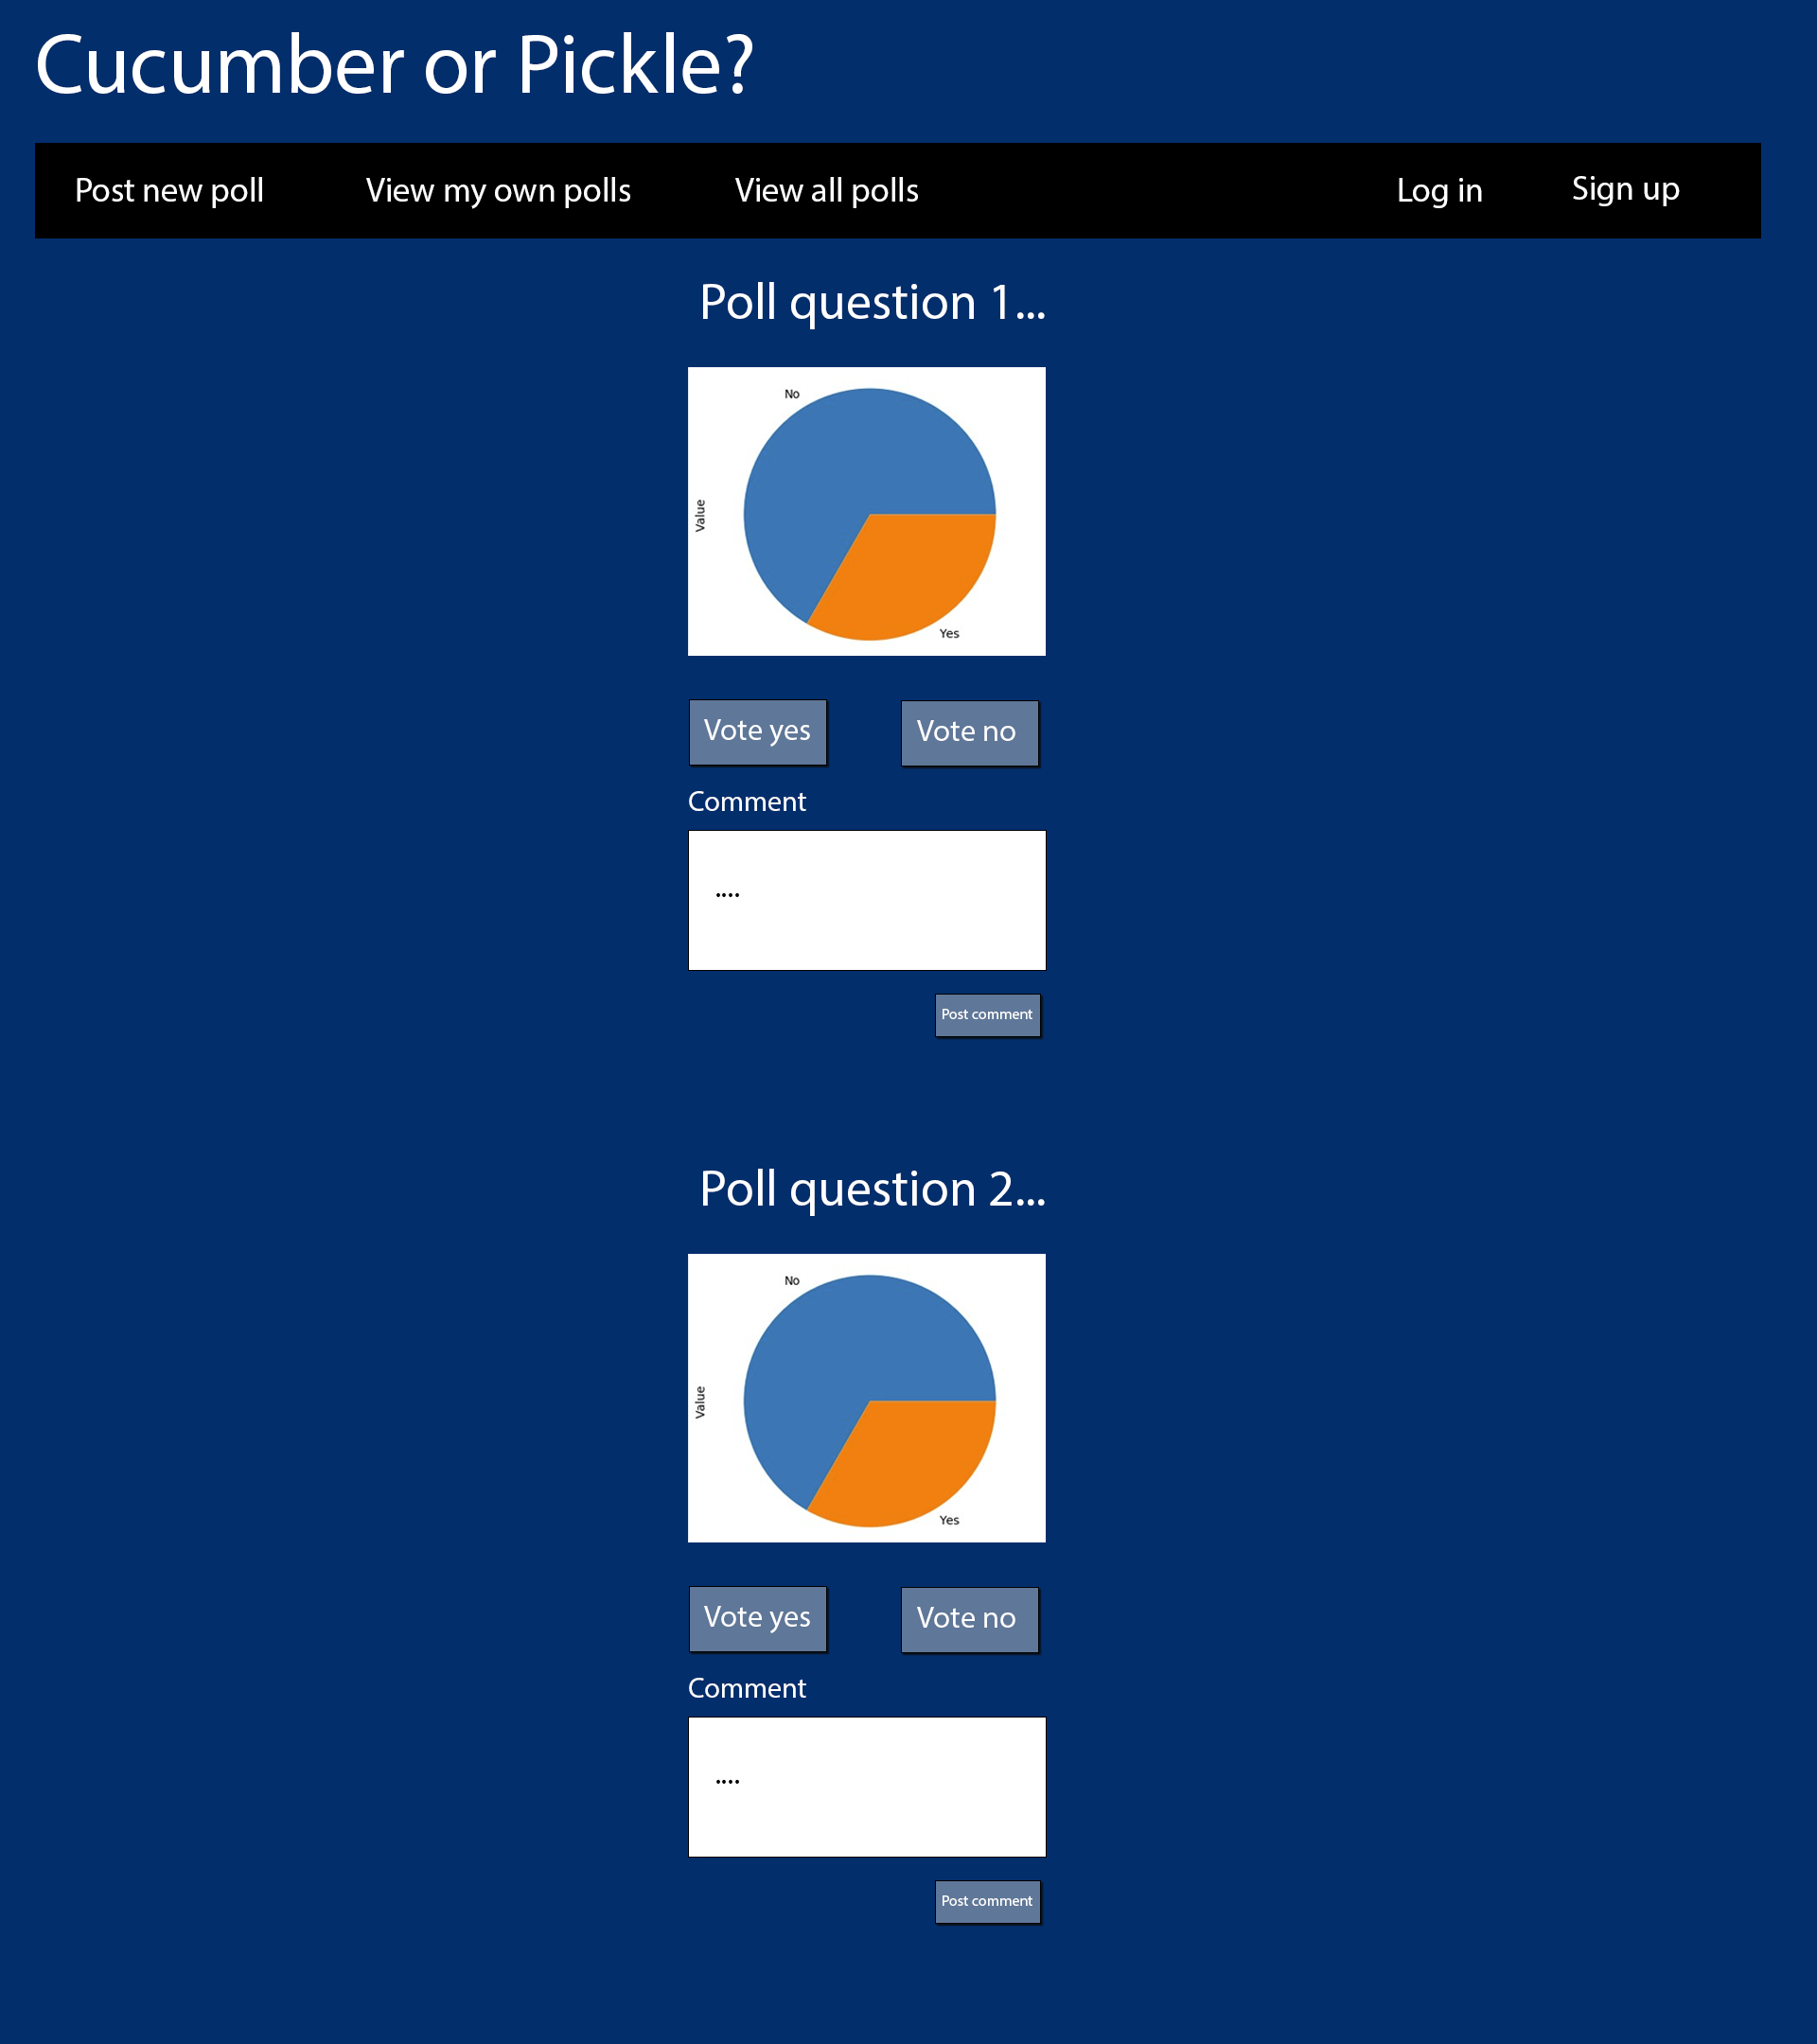 Cucumber or Pickle?
Post new poll View my own polls View all polls Log in Sign up
Poll question 1...
No
Value
Yes
Vote yes Vote no
Comment
....
Post comment
Poll question 2...
No
Value
Yes
Vote yes Vote no
Comment
....
Post comment